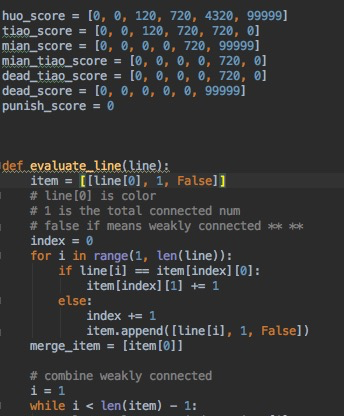 huo_score = [0, 0, 120, 720, 4320, 99999]
tiao_score = [0, 0, 120, 720, 720, 0]
mian_score = [0, 0, 0, 0, 720, 99999]
mian_tiao_score = [0, 0, 0, 0, 720, 0]
dead_tiao_score = [0, 0, 0, 0, 720, 0]
dead_score = [0, 0, 0, 0, 0, 99999]
punish_score = 0
def evaluate_line(line):
    item = [[line[0], 1, False]]
    # line[0] is color
    # 1 is the total connected num
    # false if means weakly connected ** **
    index = 0
    for i in range(1, len(line)):
        if line[i] == item[index][0]:
            item[index][1] += 1
        else:
            index += 1
            item.append([line[i], 1, False])
    merge_item = [item[0]]
    # combine weakly connected
    i = 1
    while i < len(item) - 1: